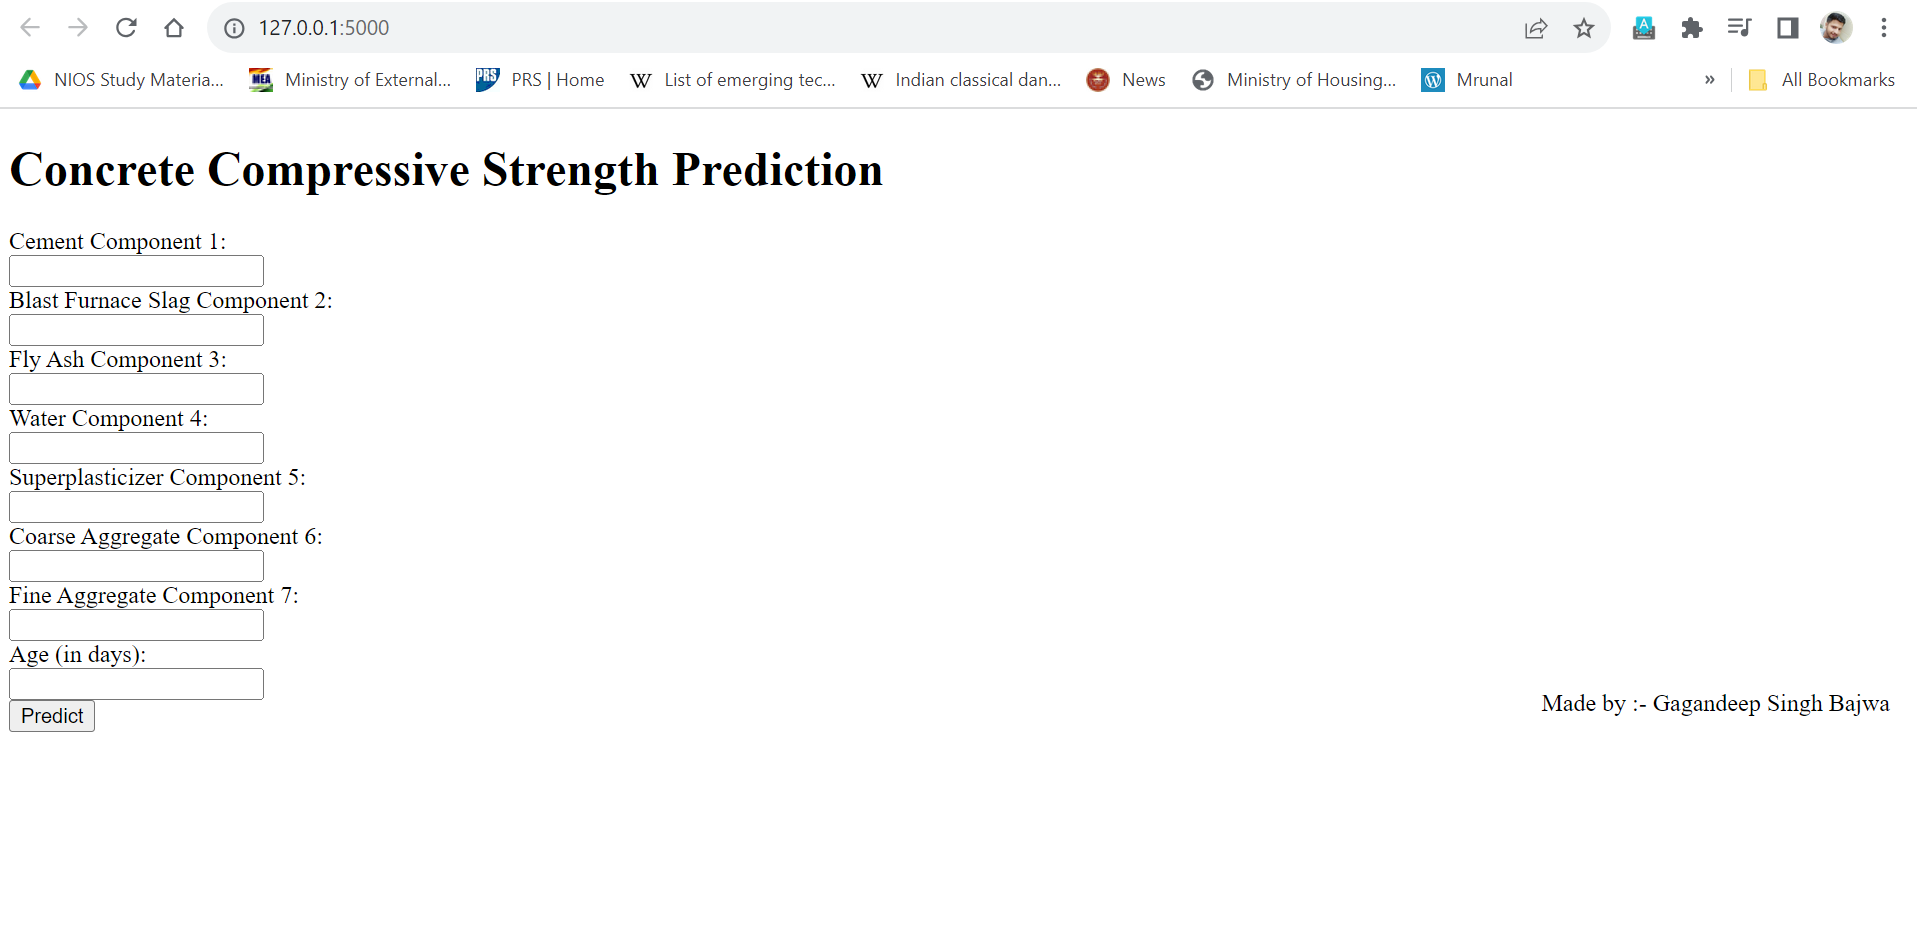 127.0.0.1:5000
NIOS Study Materia... MEA Ministry of External... PRS PRS | Home W List of emerging tec... W Indian classical dan... News Ministry of Housing... Mrunal » All Bookmarks
Concrete Compressive Strength Prediction
Cement Component 1:
Blast Furnace Slag Component 2:
Fly Ash Component 3:
Water Component 4:
Superplasticizer Component 5:
Coarse Aggregate Component 6:
Fine Aggregate Component 7:
Age (in days):
Made by :- Gagandeep Singh Bajwa
Predict